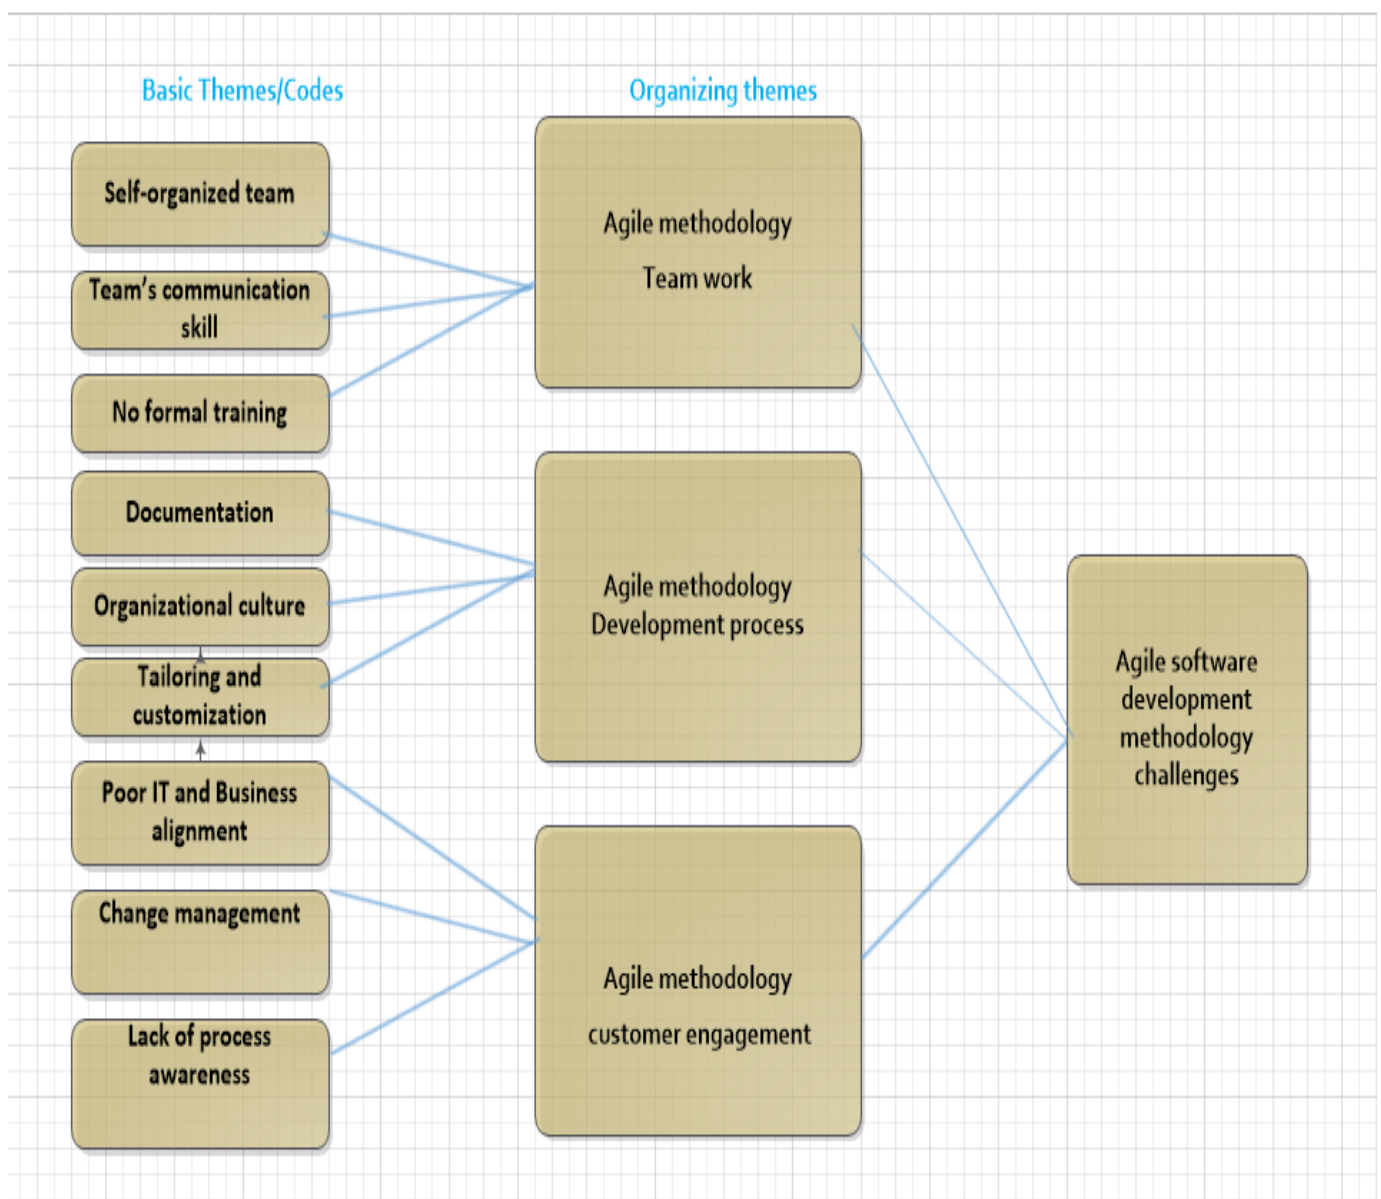 Basic Themes/Codes
Organizing themes
Self-organized team
Team's communication
skill
No formal training
Documentation
Organizational culture
Tailoring and
customization
Poor IT and Business
alignment
Change management
Lack of process
awareness
Agile methodology
Team work
Agile methodology
Development process
Agile methodology
customer engagement
Agile software
development
methodology
challenges